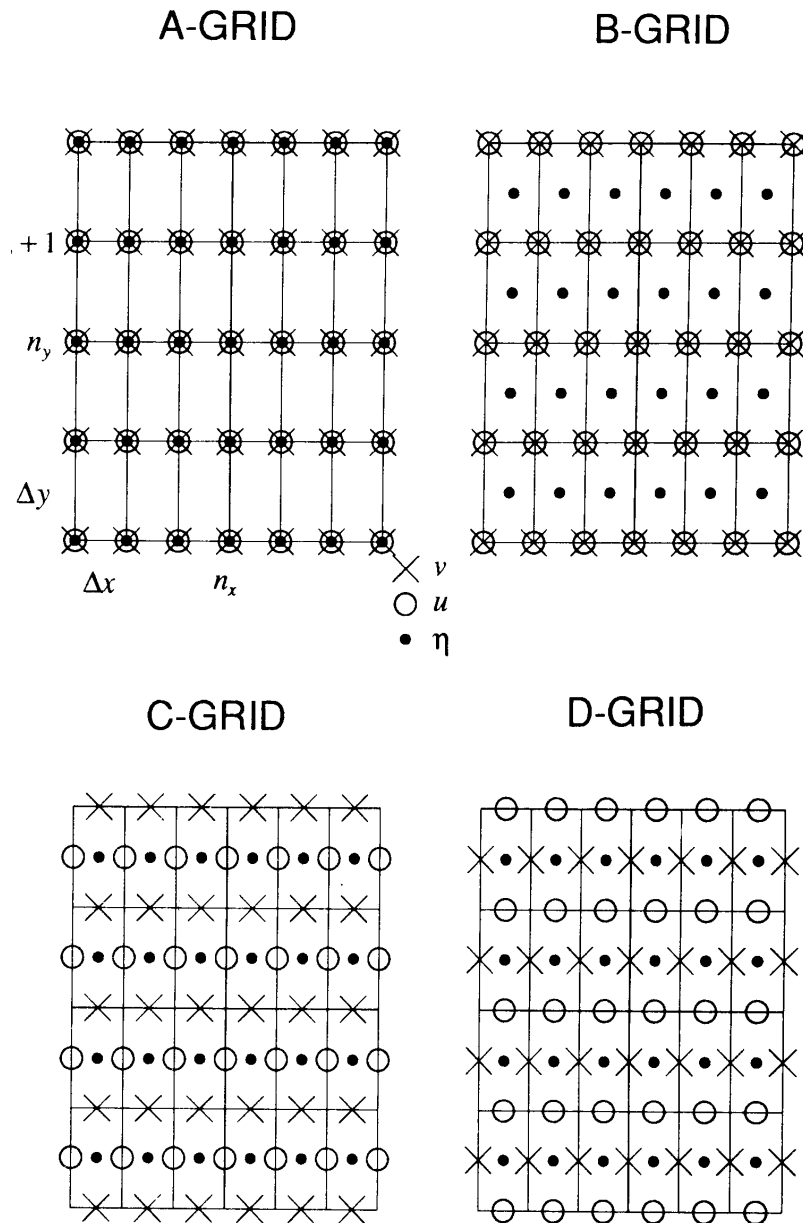 A-GRID
B-GRID
. + 1
n_y
Δy
Δx
n_x
v
u
η
C-GRID
D-GRID